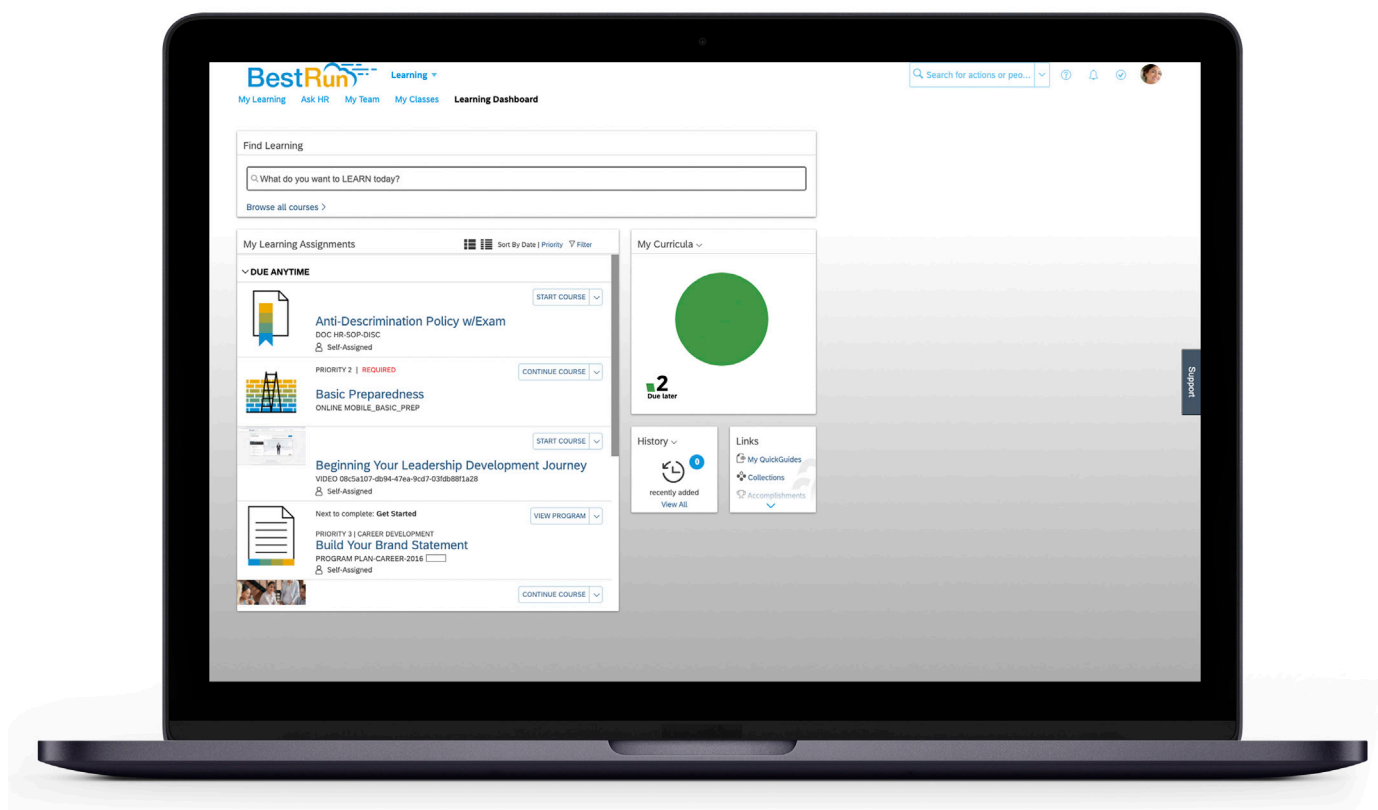 BestRun
Learning
Search for actions or peo...
My Learning Ask HR My Team My Classes Learning Dashboard
Find Learning
What do you want to LEARN today?
Browse all courses >
My Learning Assignments
Sort By Date | Priority Filter
DUE ANYTIME
START COURSE
Anti-Descrimination Policy w/Exam
DOC HR-SOP-DISC
Self-Assigned
PRIORITY 2 | REQUIRED
CONTINUE COURSE
Basic Preparedness
ONLINE MOBILE_BASIC_PREP
START COURSE
Beginning Your Leadership Development Journey
VIDEO 08c5a107-db94-47ea-9cd7-03fdb88f1a28
Self-Assigned
Next to complete: Get Started
VIEW PROGRAM
PRIORITY 3 | CAREER DEVELOPMENT
Build Your Brand Statement
PROGRAM PLAN-CAREER-2016
Self-Assigned
CONTINUE COURSE
My Curricula
2
Due later
History
0
recently added
View All
Links
My QuickGuides
Collections
Accomplishments
Support